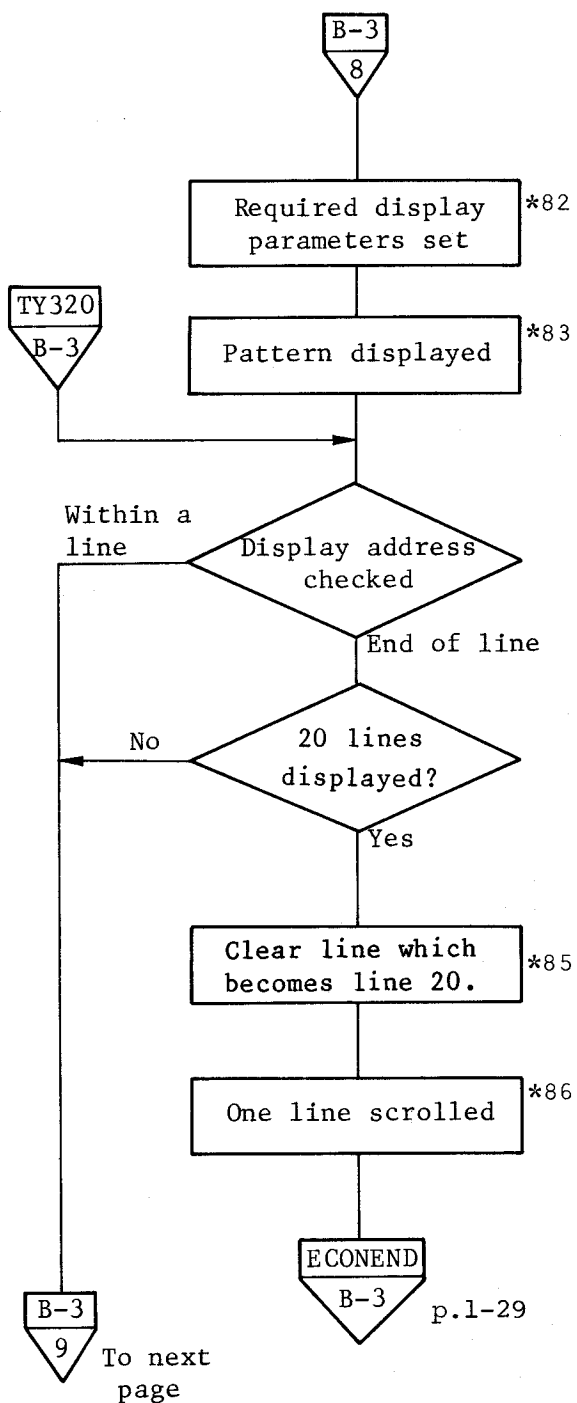 B-3
8
Required display
parameters set
*82
TY320
B-3
Pattern displayed
*83
Within a
line
Display address
checked
End of line
No
20 lines
displayed?
Yes
Clear line which
becomes line 20.
*85
One line scrolled
*86
ECONEND
B-3
p.1-29
B-3
9
To next
page